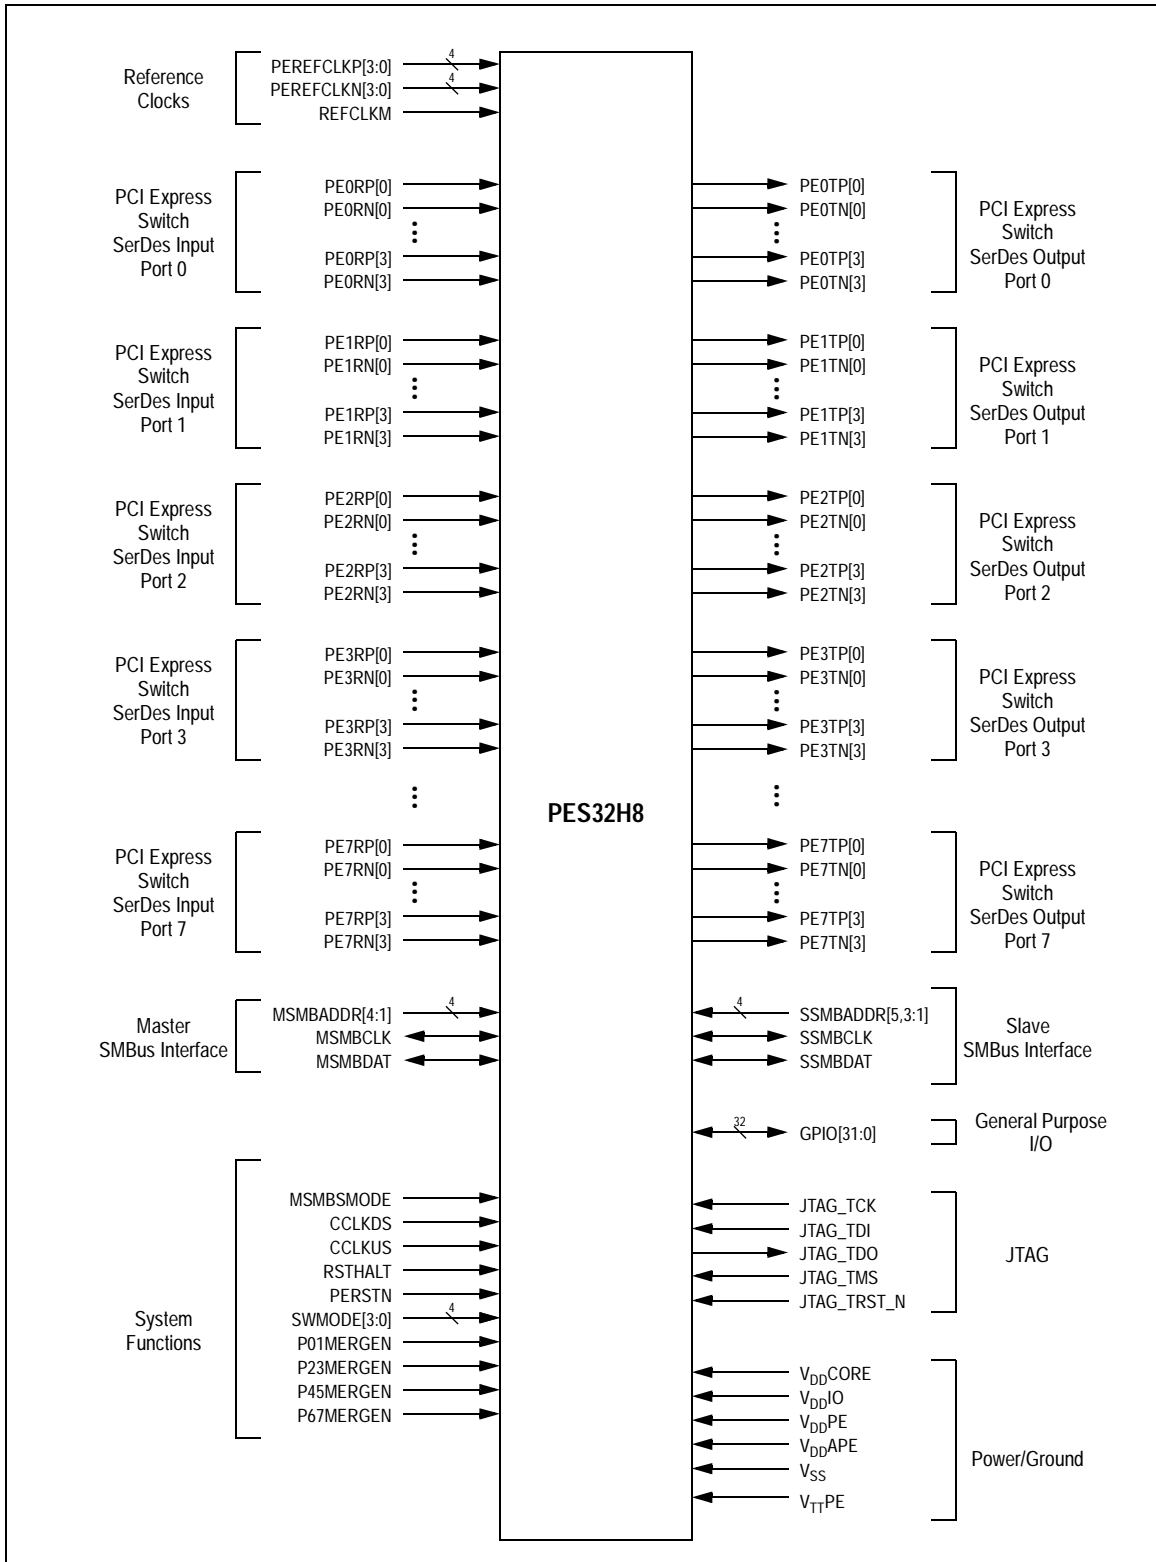 Reference
Clocks
PEREFCLKP[3:0]
4
PEREFCLKN[3:0]
4
REFCLKM
PCI Express
Switch
SerDes Input
Port 0
PE0RP[0]
PE0RN[0]
PE0RP[3]
PE0RN[3]
PE0TP[0]
PE0TN[0]
PE0TP[3]
PE0TN[3]
PCI Express
Switch
SerDes Output
Port 0
PCI Express
Switch
SerDes Input
Port 1
PE1RP[0]
PE1RN[0]
PE1RP[3]
PE1RN[3]
PE1TP[0]
PE1TN[0]
PE1TP[3]
PE1TN[3]
PCI Express
Switch
SerDes Output
Port 1
PCI Express
Switch
SerDes Input
Port 2
PE2RP[0]
PE2RN[0]
PE2RP[3]
PE2RN[3]
PE2TP[0]
PE2TN[0]
PE2TP[3]
PE2TN[3]
PCI Express
Switch
SerDes Output
Port 2
PCI Express
Switch
SerDes Input
Port 3
PE3RP[0]
PE3RN[0]
PE3RP[3]
PE3RN[3]
PE3TP[0]
PE3TN[0]
PE3TP[3]
PE3TN[3]
PCI Express
Switch
SerDes Output
Port 3
PES32H8
PCI Express
Switch
SerDes Input
Port 7
PE7RP[0]
PE7RN[0]
PE7RP[3]
PE7RN[3]
PE7TP[0]
PE7TN[0]
PE7TP[3]
PE7TN[3]
PCI Express
Switch
SerDes Output
Port 7
Master
SMBus Interface
MSMBADDR[4:1]
4
MSMBCLK
MSMBDAT
4
SSMBADDR[5,3:1]
SSMBCLK
SSMBDAT
Slave
SMBus Interface
32
GPIO[31:0]
General Purpose
I/O
System
Functions
MSMBSMODE
CCLKDS
CCLKUS
RSTHALT
PERSTN
SWMODE[3:0]
4
P01MERGEN
P23MERGEN
P45MERGEN
P67MERGEN
JTAG_TCK
JTAG_TDI
JTAG_TDO
JTAG_TMS
JTAG_TRST_N
JTAG
VDDCORE
VDDIO
VDDPE
VDDAPE
VSS
VTTPE
Power/Ground